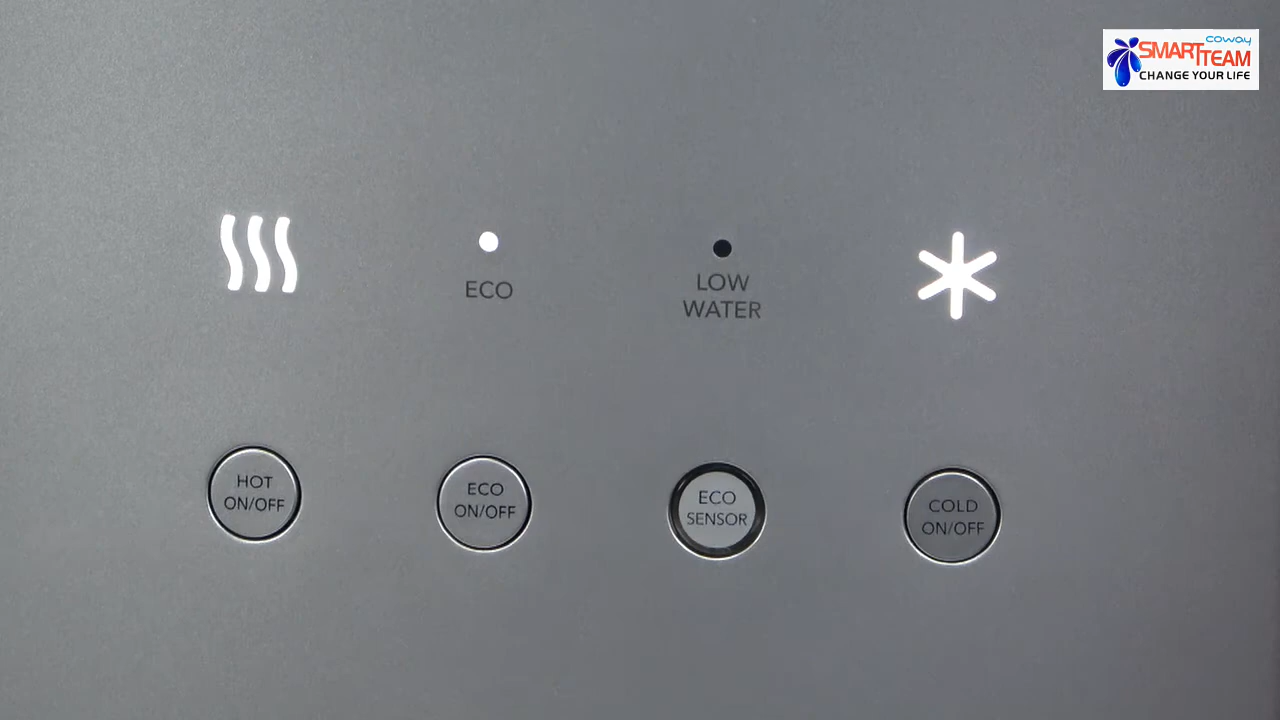 coway
SMART TEAM
CHANGE YOUR LIFE
ECO
LOW
WATER
HOT
ON/OFF
ECO
ON/OFF
ECO
SENSOR
COLD
ON/OFF